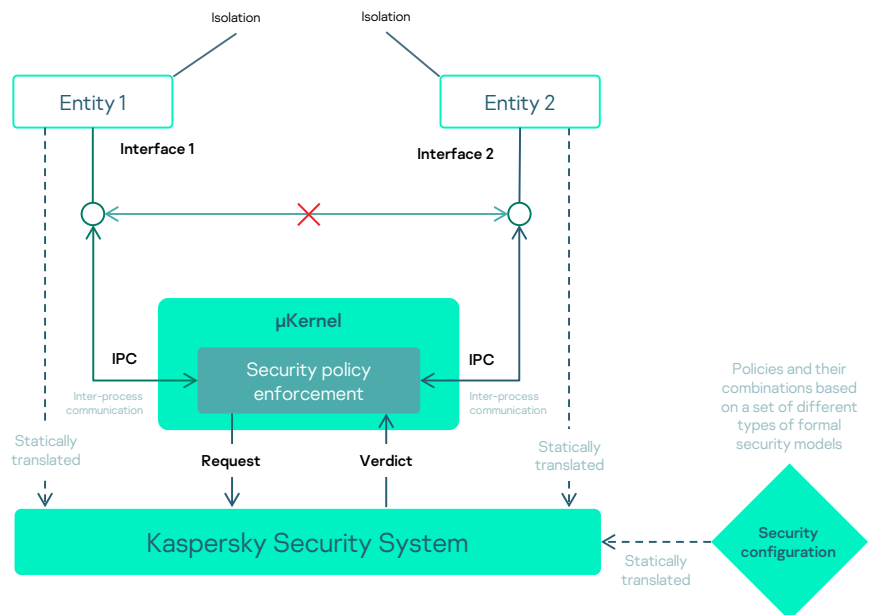 Isolation
Isolation
Entity 1
Entity 2
Interface 1
Interface 2
µKernel
IPC
Security policy
enforcement
IPC
Inter-process
communication
Inter-process
communication
Policies and their
combinations based
on a set of different
types of formal
security models
Statically
translated
Request
Verdict
Statically
translated
Kaspersky Security System
Security
configuration
Statically
translated